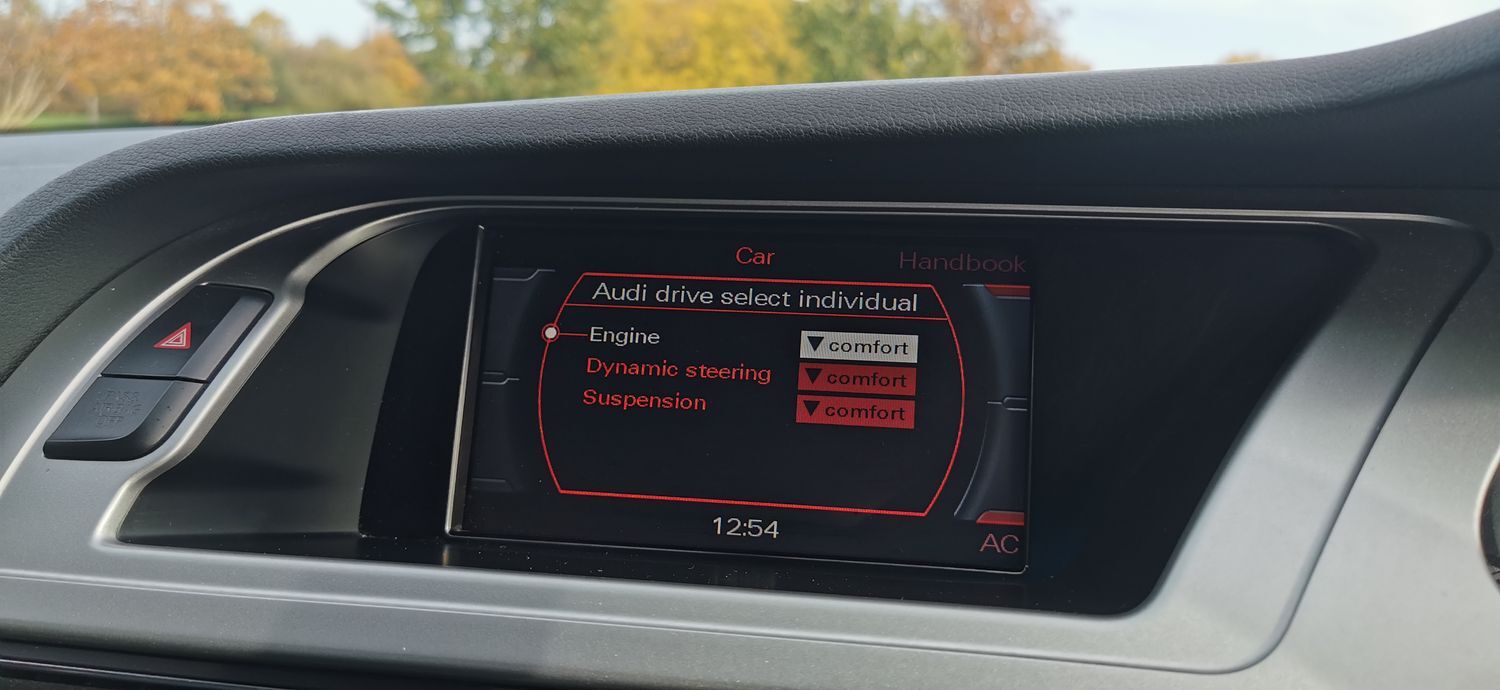 Car Handbook
Audi drive select individual
Engine ▼ comfort
Dynamic steering ▼ comfort
Suspension ▼ comfort
12:54
AC